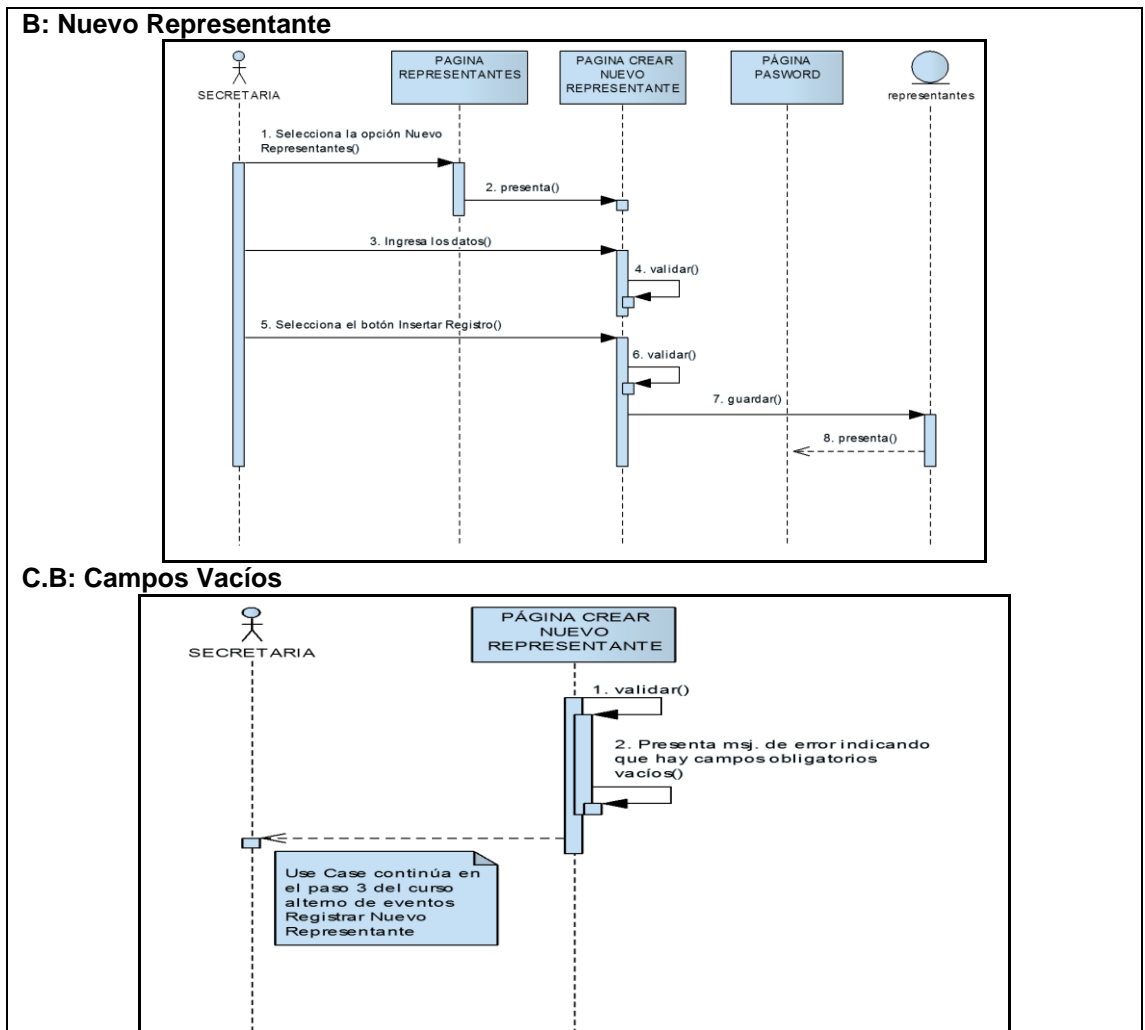 B: Nuevo Representante
SECRETARIA
PAGINA
REPRESENTANTES
PAGINA CREAR
NUEVO
REPRESENTANTE
PÁGINA
PASWORD
representantes
1. Selecciona la opción Nuevo
Representantes()
2. presenta()
3. Ingresa los datos()
4. validar()
5. Selecciona el botón Insertar Registro()
6. validar()
7. guardar()
8. presenta()
C.B: Campos Vacíos
SECRETARIA
PÁGINA CREAR
NUEVO
REPRESENTANTE
1. validar()
2. Presenta msj. de error indicando
que hay campos obligatorios
vacíos()
Use Case continúa en
el paso 3 del curso
alterno de eventos
Registrar Nuevo
Representante